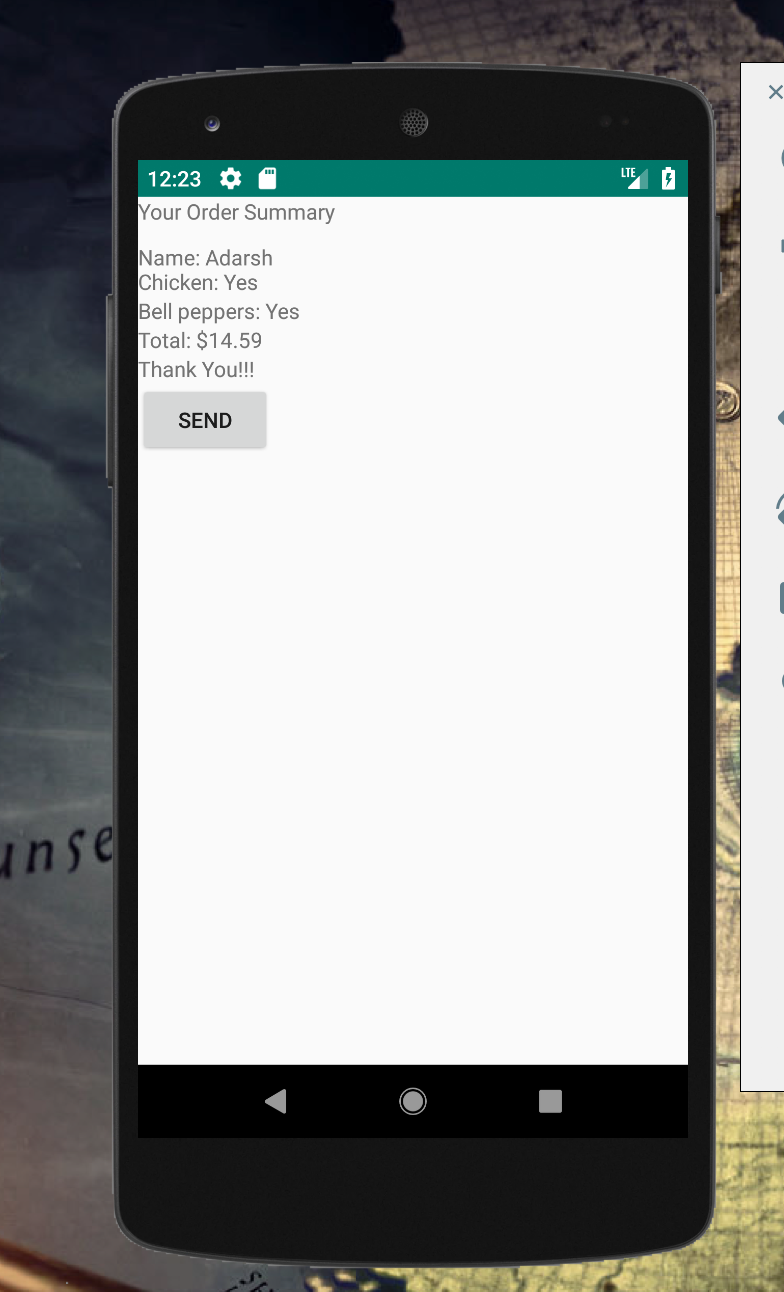 12:23
LTE
Your Order Summary
Name: Adarsh
Chicken: Yes
Bell peppers: Yes
Total: $14.59
Thank You!!!
SEND
unse